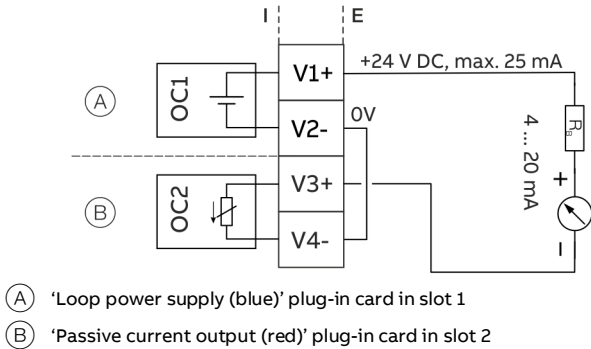 I E
OC1
V1+
+24 V DC, max. 25 mA
A
V2-
0V
RB
4 ... 20 mA
+
B
OC2
V3+
V4-
–
A 'Loop power supply (blue)' plug-in card in slot 1
B 'Passive current output (red)' plug-in card in slot 2